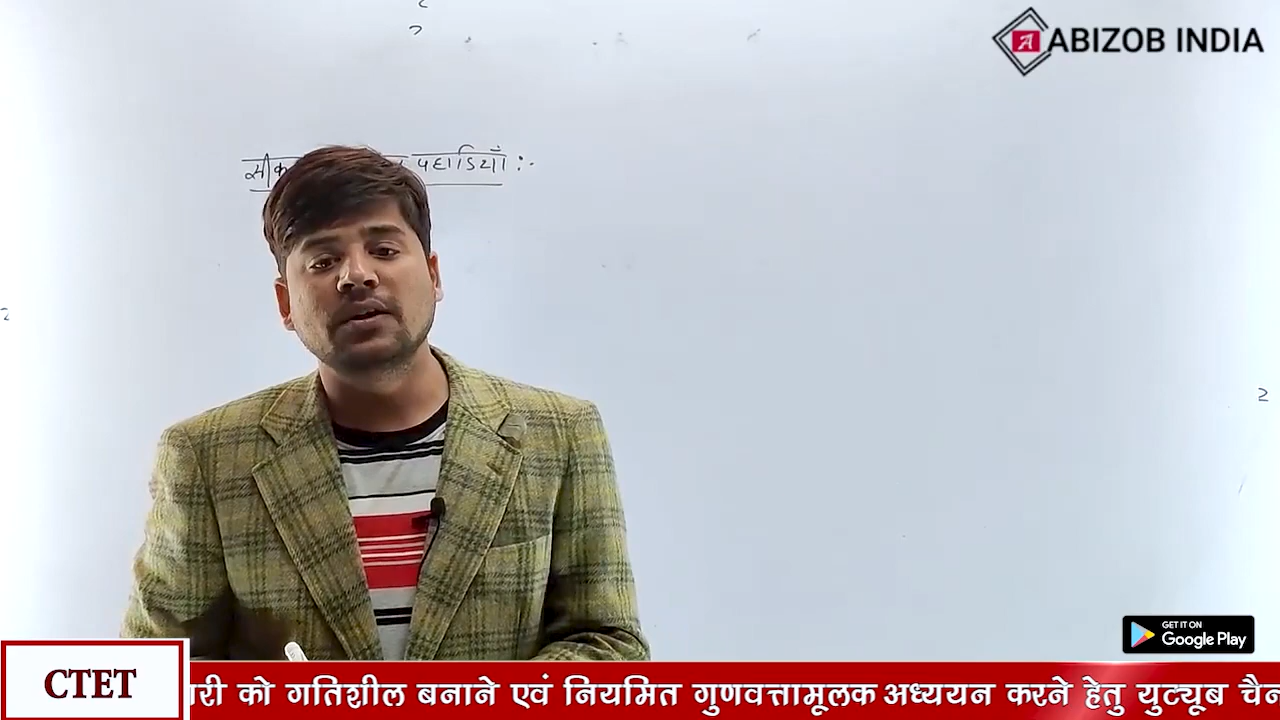 ABIZOB INDIA
पहाड़ियाँ :-
GET IT ON
Google Play
CTET
को गतिशील बनाने एवं नियमित गुणवत्तामूलक अध्ययन करने हेतु युट्यूब